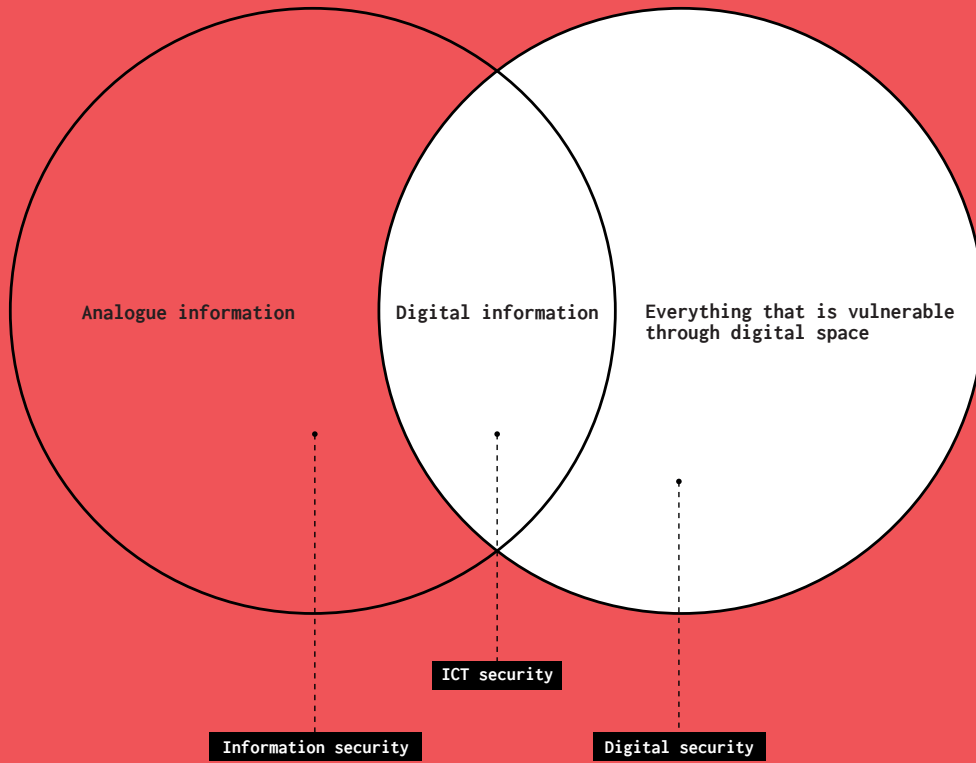 Analogue information
Digital information
Everything that is vulnerable
through digital space
ICT security
Information security
Digital security